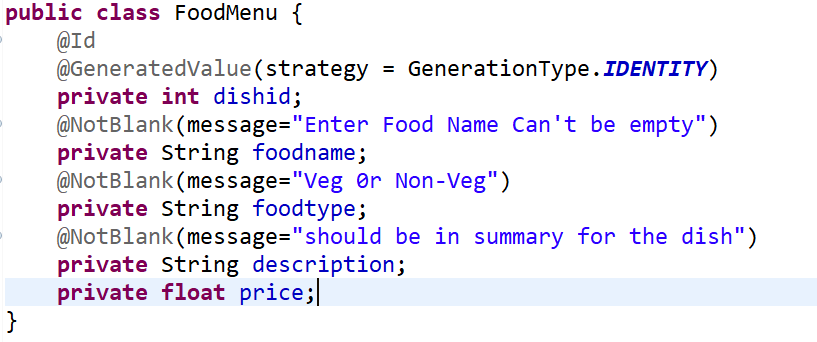 public class FoodMenu {
@Id
@GeneratedValue(strategy = GenerationType.IDENTITY)
private int dishid;
@NotBlank(message="Enter Food Name Can't be empty")
private String foodname;
@NotBlank(message="Veg 0r Non-Veg")
private String foodtype;
@NotBlank(message="should be in summary for the dish")
private String description;
private float price;
}